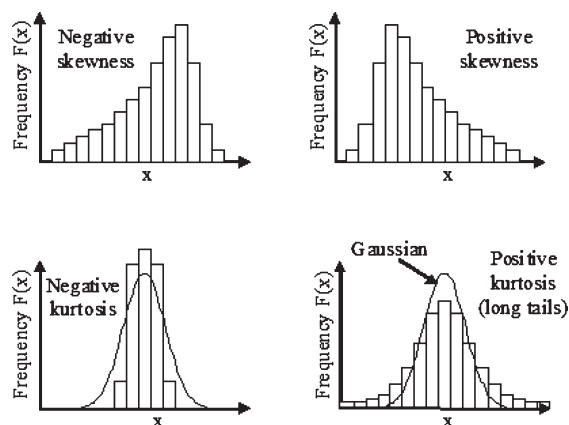 Frequency F(x)
Negative
skewness
x
Frequency F(x)
Positive
skewness
x
Frequency F(x)
Negative
kurtosis
x
Frequency F(x)
Gaussian
Positive
kurtosis
(long tails)
x